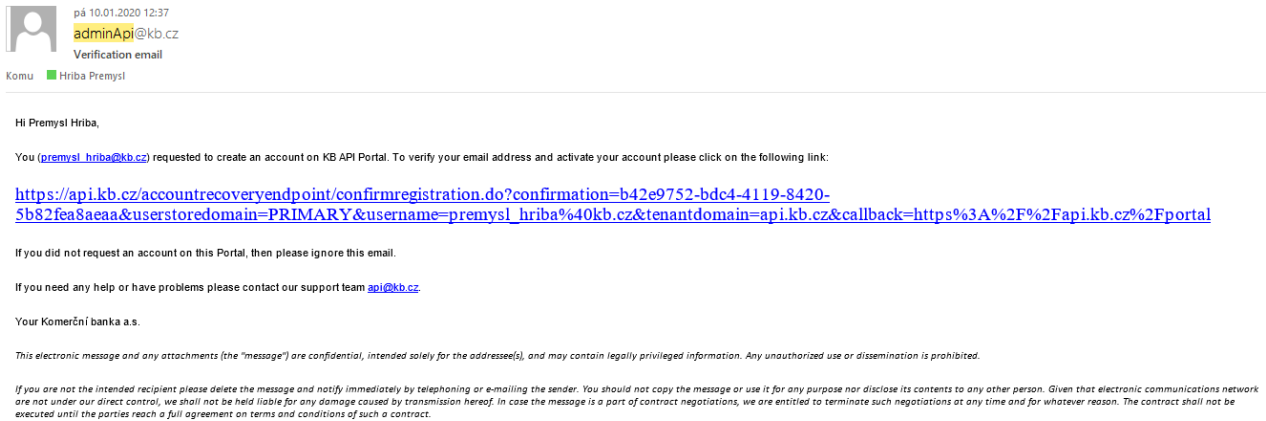 pá 10.01.2020 12:37
adminApi@kb.cz
Verification email
Komu Hriba Premysl
Hi Premysl Hriba,
You (premysl_hriba@kb.cz) requested to create an account on KB API Portal. To verify your email address and activate your account please click on the following link:
https://api.kb.cz/accountrecoveryendpoint/confirmregistration.do?confirmation=b42e9752-bdc4-4119-8420-
5b82fea8aeaa&userstoredomain=PRIMARY&username=premysl_hriba%40kb.cz&tenantdomain=api.kb.cz&callback=https%3A%2F%2Fapi.kb.cz%2Fportal
If you did not request an account on this Portal, then please ignore this email.
If you need any help or have problems please contact our support team api@kb.cz.
Your Komerční banka a.s.
This electronic message and any attachments (the "message") are confidential, intended solely for the addressee(s), and may contain legally privileged information. Any unauthorized use or dissemination is prohibited.
If you are not the intended recipient please delete the message and notify immediately by telephoning or e-mailing the sender. You should not copy the message or use it for any purpose nor disclose its contents to any other person. Given that electronic communications network
are not under our direct control, we shall not be held liable for any damage caused by transmission hereof. In case the message is a part of contract negotiations, we are entitled to terminate such negotiations at any time and for whatever reason. The contract shall not be
executed until the parties reach a full agreement on terms and conditions of such a contract.